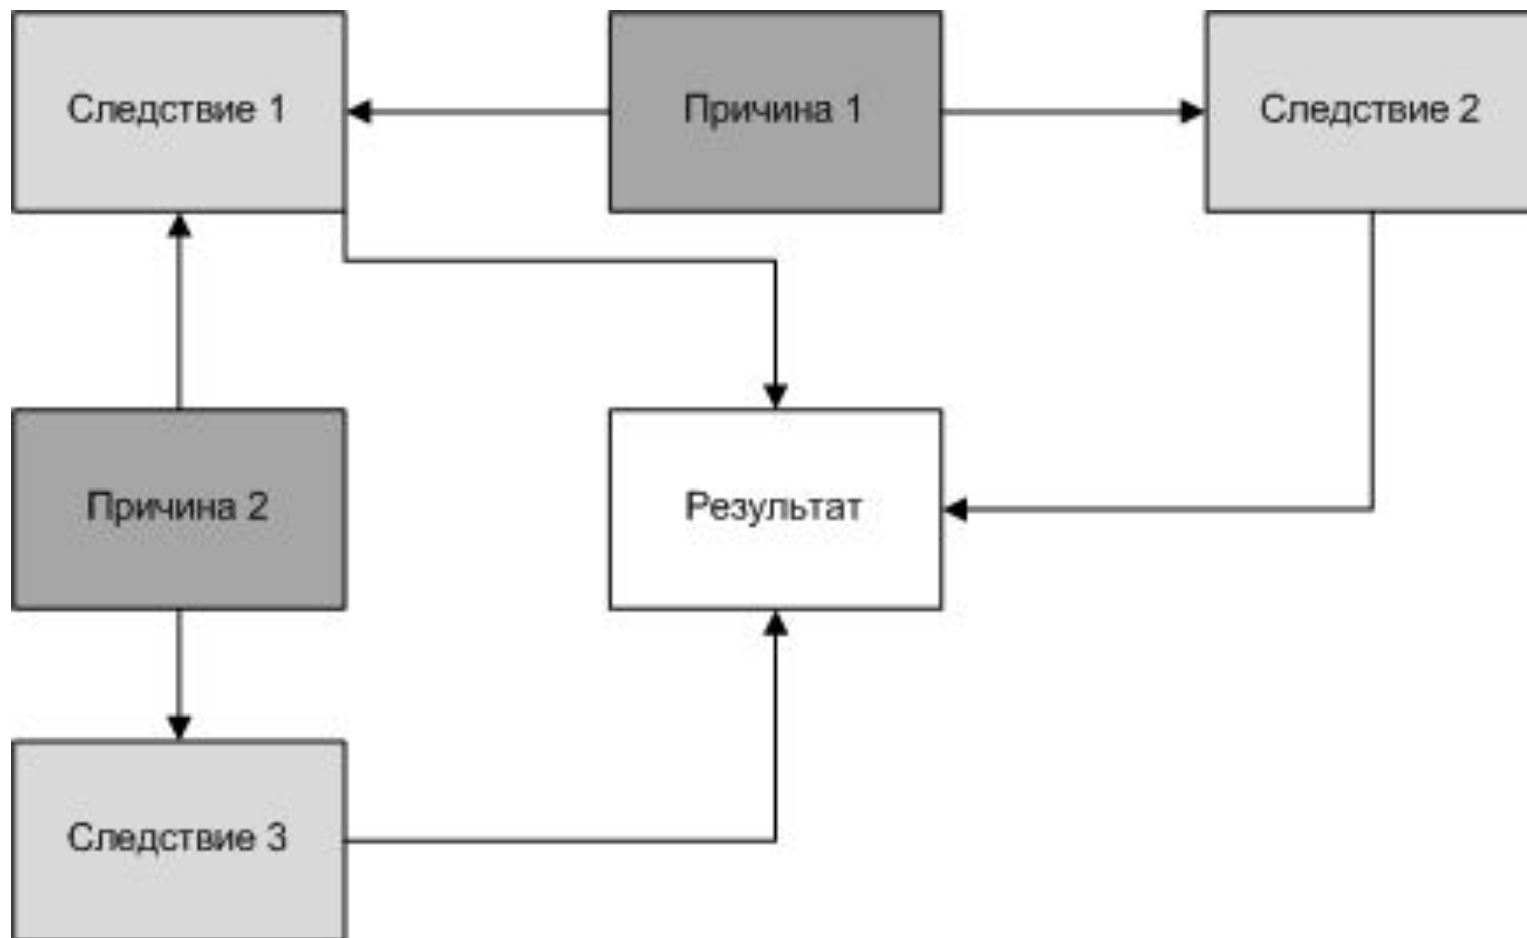 Следствие 1
Причина 1
Следствие 2
Причина 2
Результат
Следствие 3